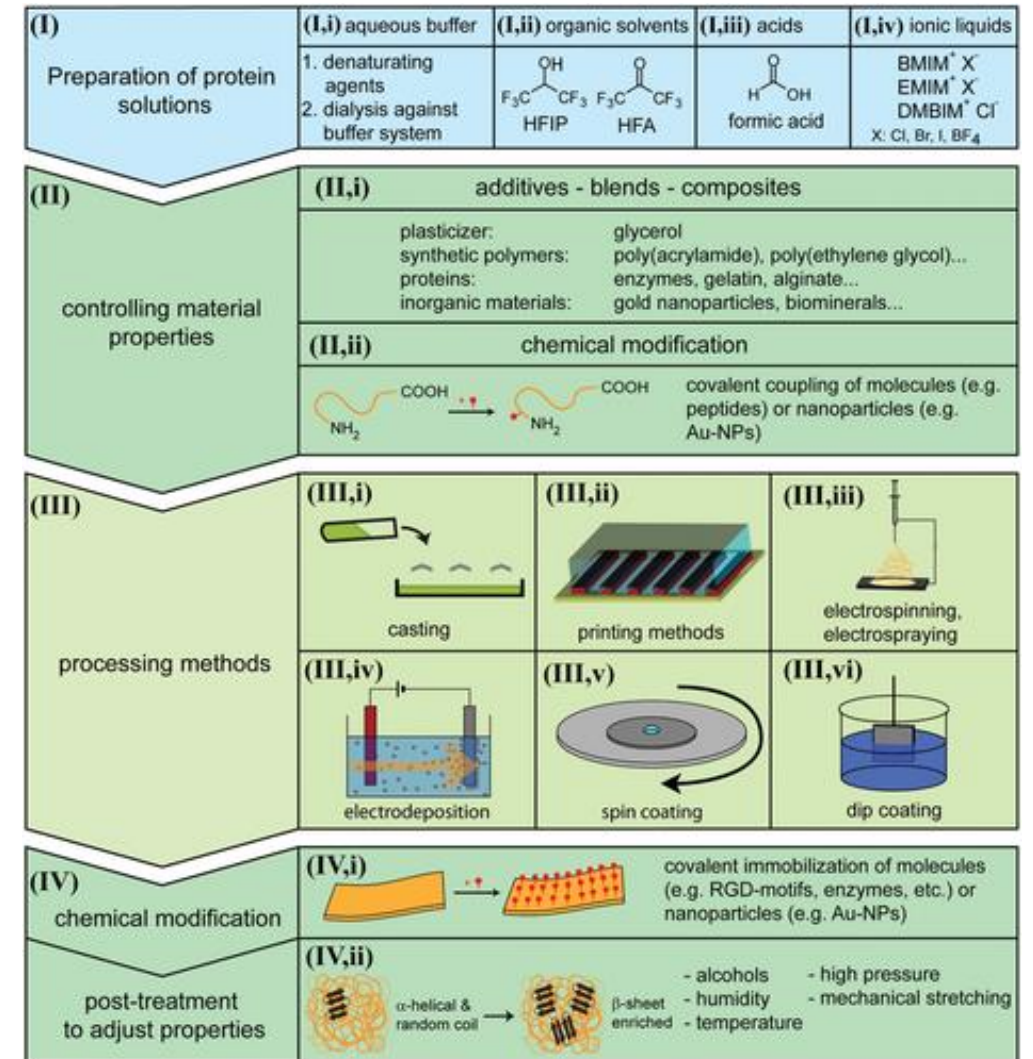 (I)
Preparation of protein
solutions
(I,i) aqueous buffer
1. denaturating
agents
2. dialysis against
buffer system
(I,ii) organic solvents
OH
F₃C CF₃
HFIP
O
F₃C CF₃
HFA
(I,iii) acids
O
H OH
formic acid
(I,iv) ionic liquids
BMIM⁺ X⁻
EMIM⁺ X⁻
DMBIM⁺ Cl⁻
X: Cl, Br, I, BF₄
(II)
controlling material
properties
(II,i) additives - blends - composites
plasticizer: glycerol
synthetic polymers: poly(acrylamide), poly(ethylene glycol)...
proteins: enzymes, gelatin, alginate...
inorganic materials: gold nanoparticles, biominerals...
(II,ii) chemical modification
COOH
NH₂
COOH
NH₂
covalent coupling of molecules (e.g.
peptides) or nanoparticles (e.g.
Au-NPs)
(III)
processing methods
(III,i)
casting
(III,ii)
printing methods
(III,iii)
electrospinning,
electrospraying
(III,iv)
electrodeposition
(III,v)
spin coating
(III,vi)
dip coating
(IV)
chemical modification
(IV,i)
covalent immobilization of molecules
(e.g. RGD-motifs, enzymes, etc.) or
nanoparticles (e.g. Au-NPs)
post-treatment
to adjust properties
(IV,ii)
α-helical &
random coil
β-sheet
enriched
- alcohols
- humidity
- temperature
- high pressure
- mechanical stretching